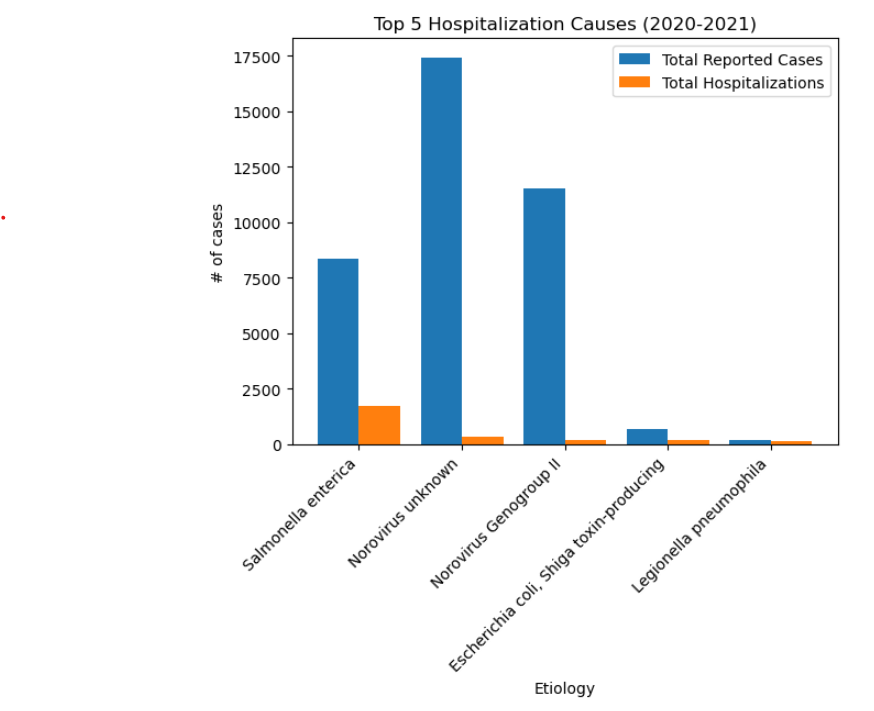 Top 5 Hospitalization Causes (2020-2021)
Total Reported Cases
Total Hospitalizations
17500
15000
12500
10000
7500
5000
2500
0
# of cases
Salmonella enterica
Norovirus unknown
Norovirus Genogroup II
Escherichia coli, Shiga toxin-producing
Legionella pneumophila
Etiology